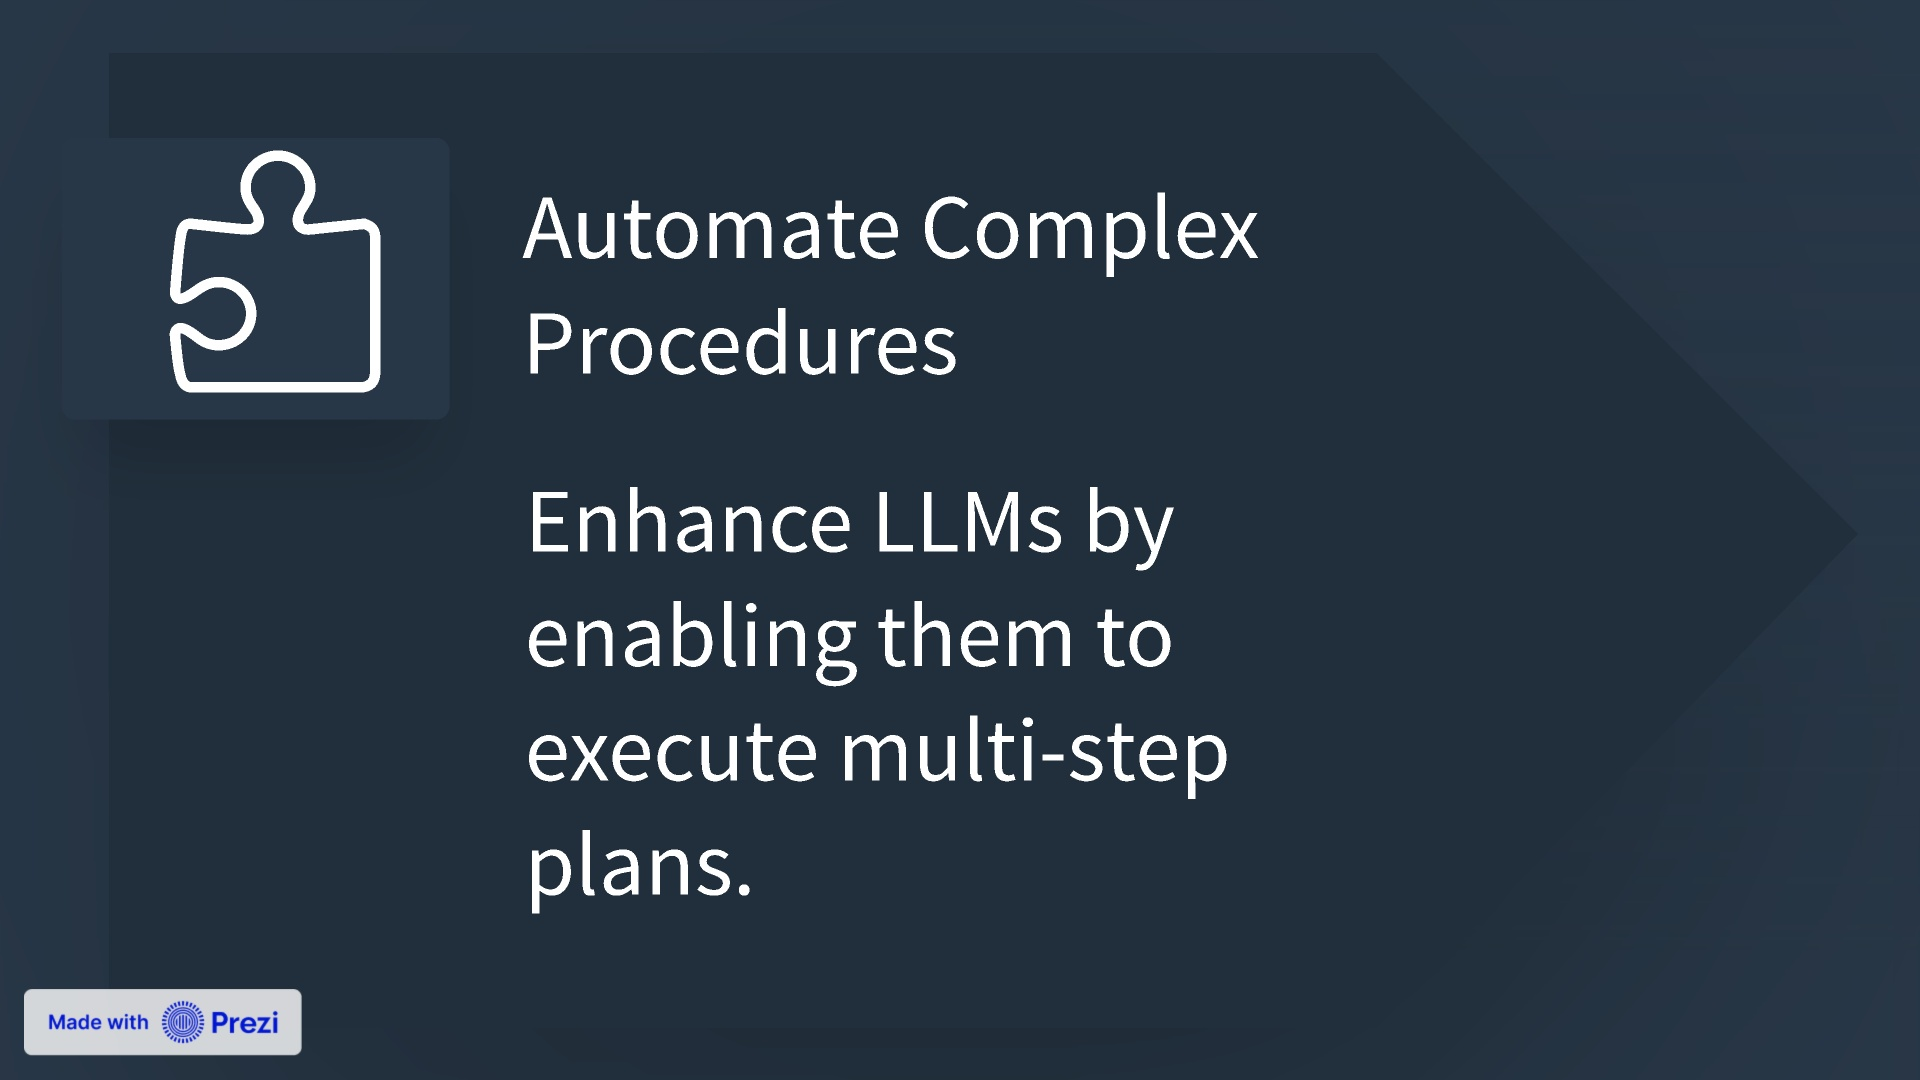 Automate Complex
Procedures
Enhance LLMs by
enabling them to
execute multi-step
plans.
Made with Prezi